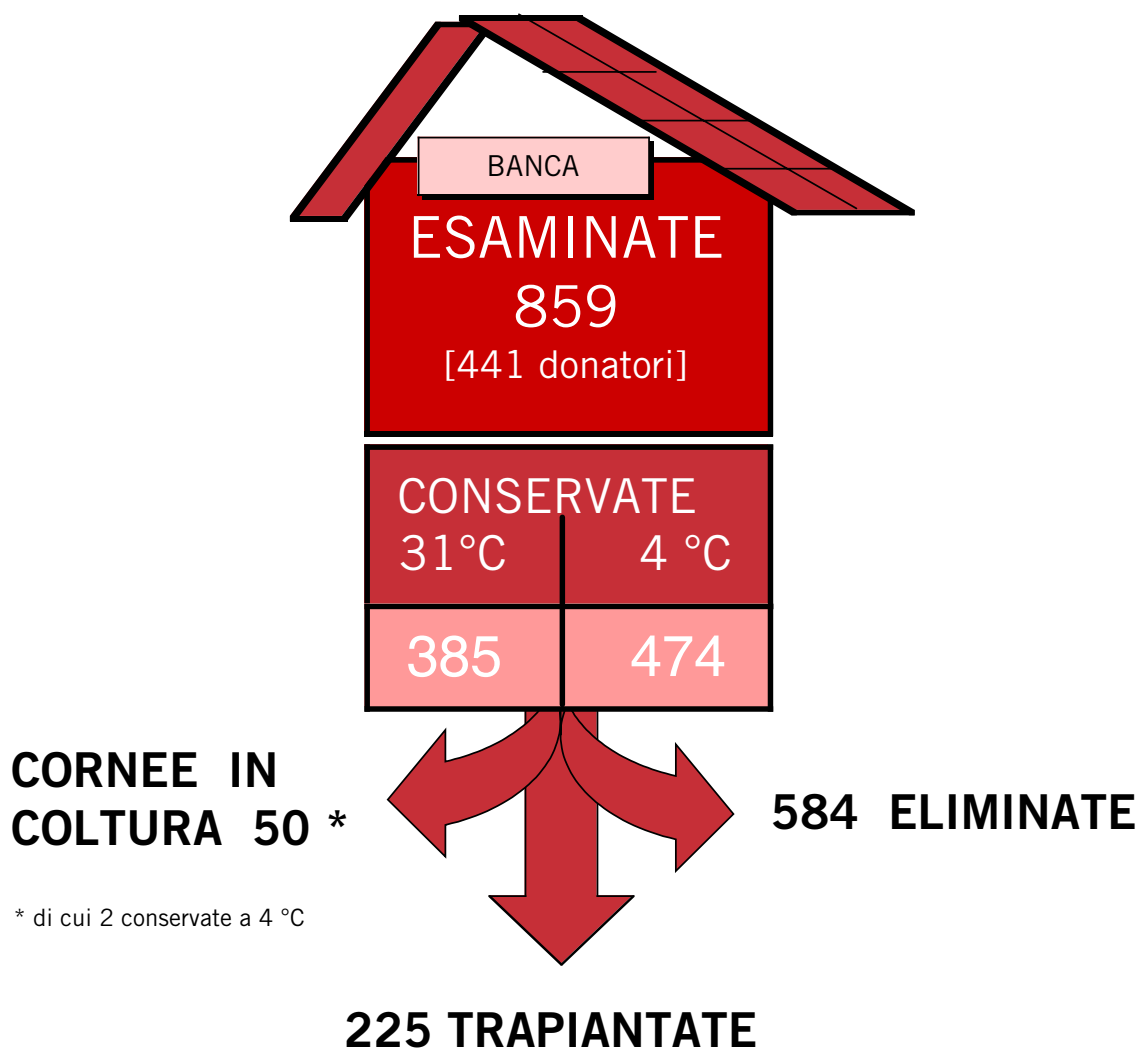 BANCA
ESAMINATE
859
[441 donatori]
CONSERVATE
31°C 4 °C
385 474
CORNEE IN
COLTURA 50 *
584 ELIMINATE
* di cui 2 conservate a 4 °C
225 TRAPIANTATE